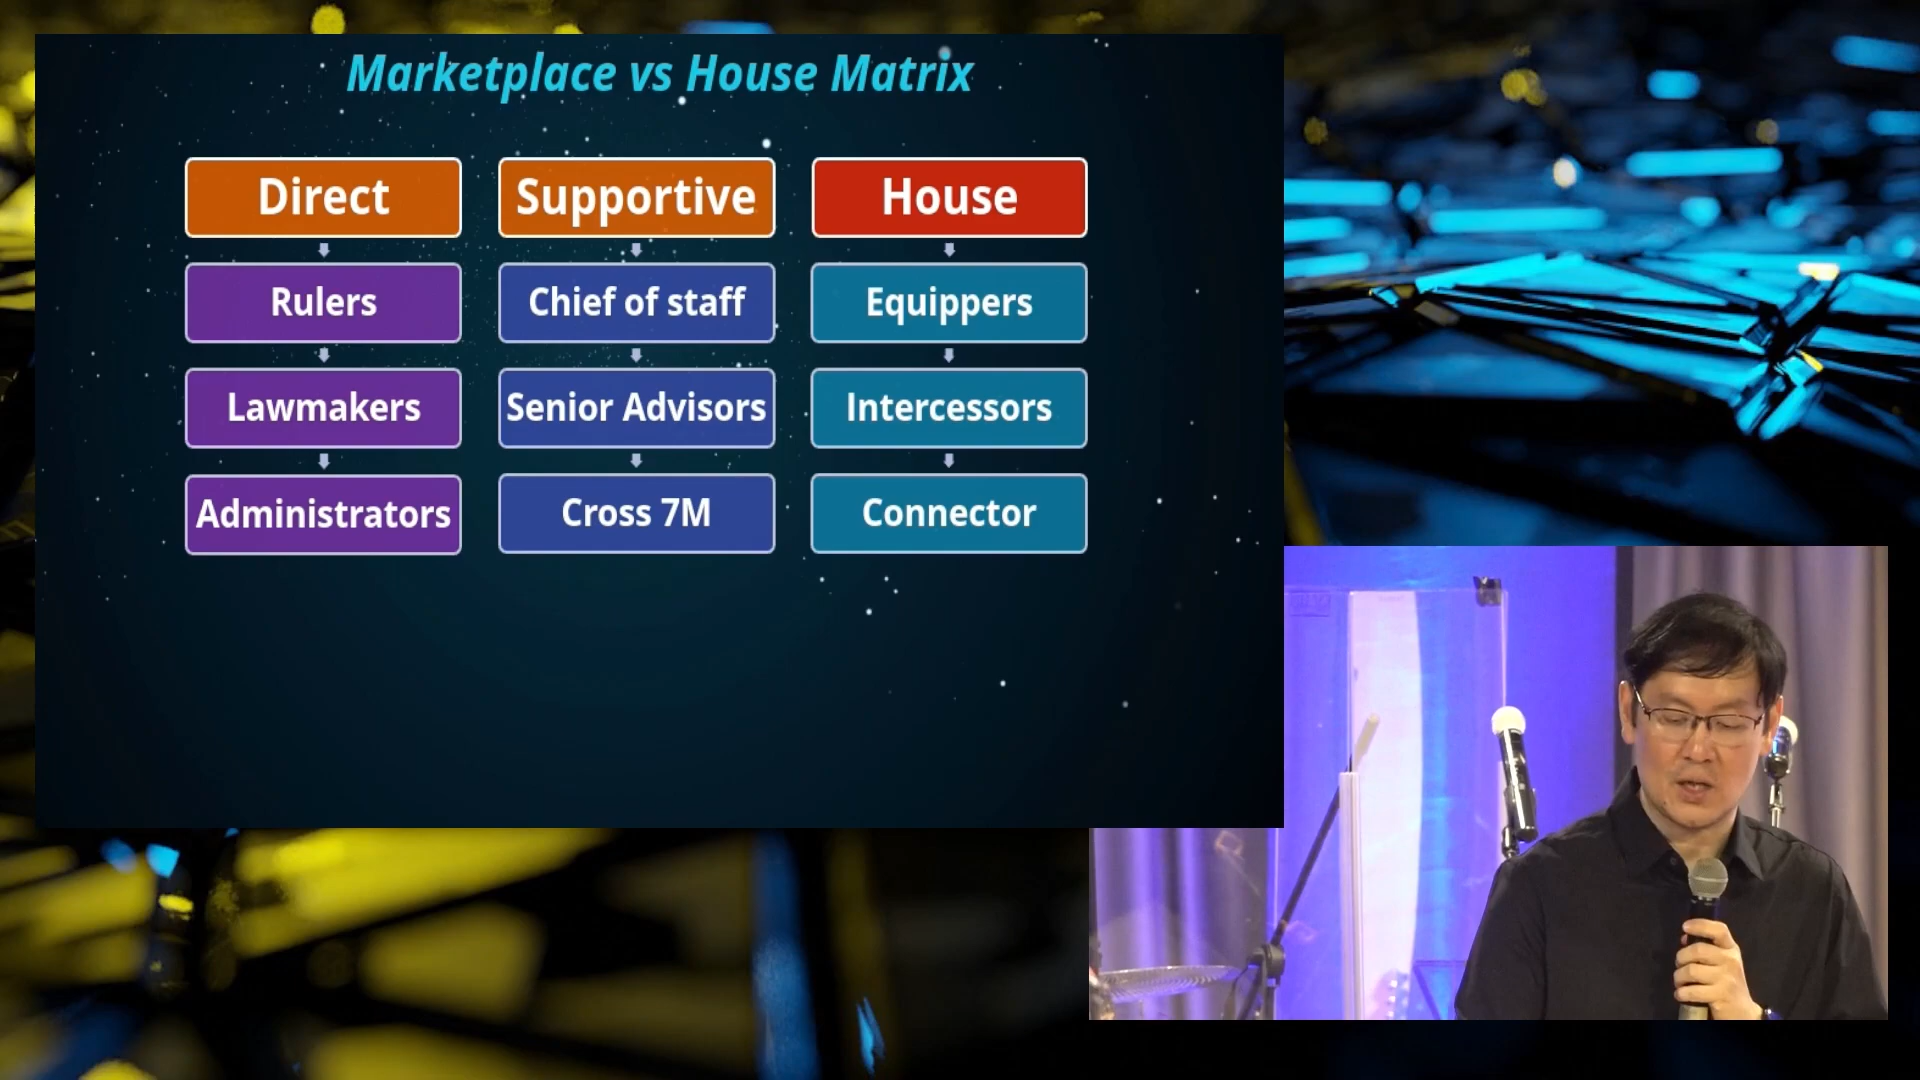 Marketplace vs House Matrix
Direct
Supportive
House
Rulers
Chief of staff
Equippers
Lawmakers
Senior Advisors
Intercessors
Administrators
Cross 7M
Connector